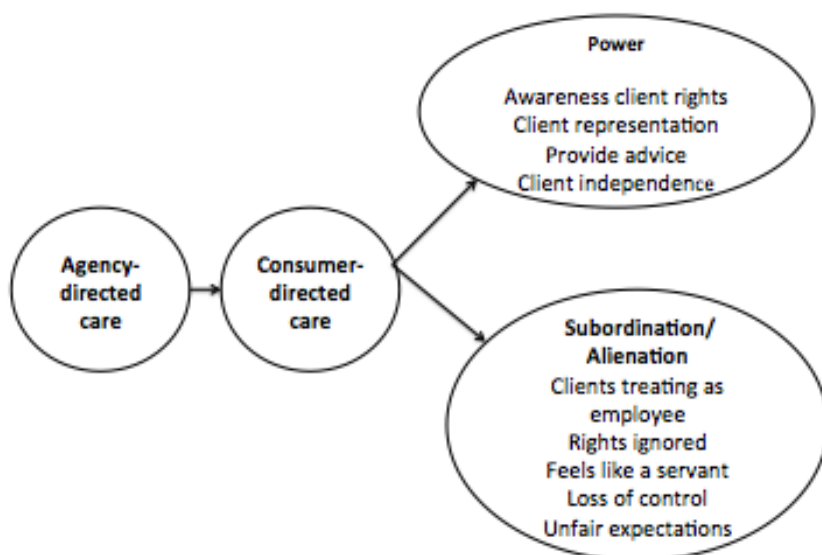 Power
Awareness client rights
Client representation
Provide advice
Client independence
Agency-
directed
care
Consumer-
directed
care
Subordination/
Alienation
Clients treating as
employee
Rights ignored
Feels like a servant
Loss of control
Unfair expectations